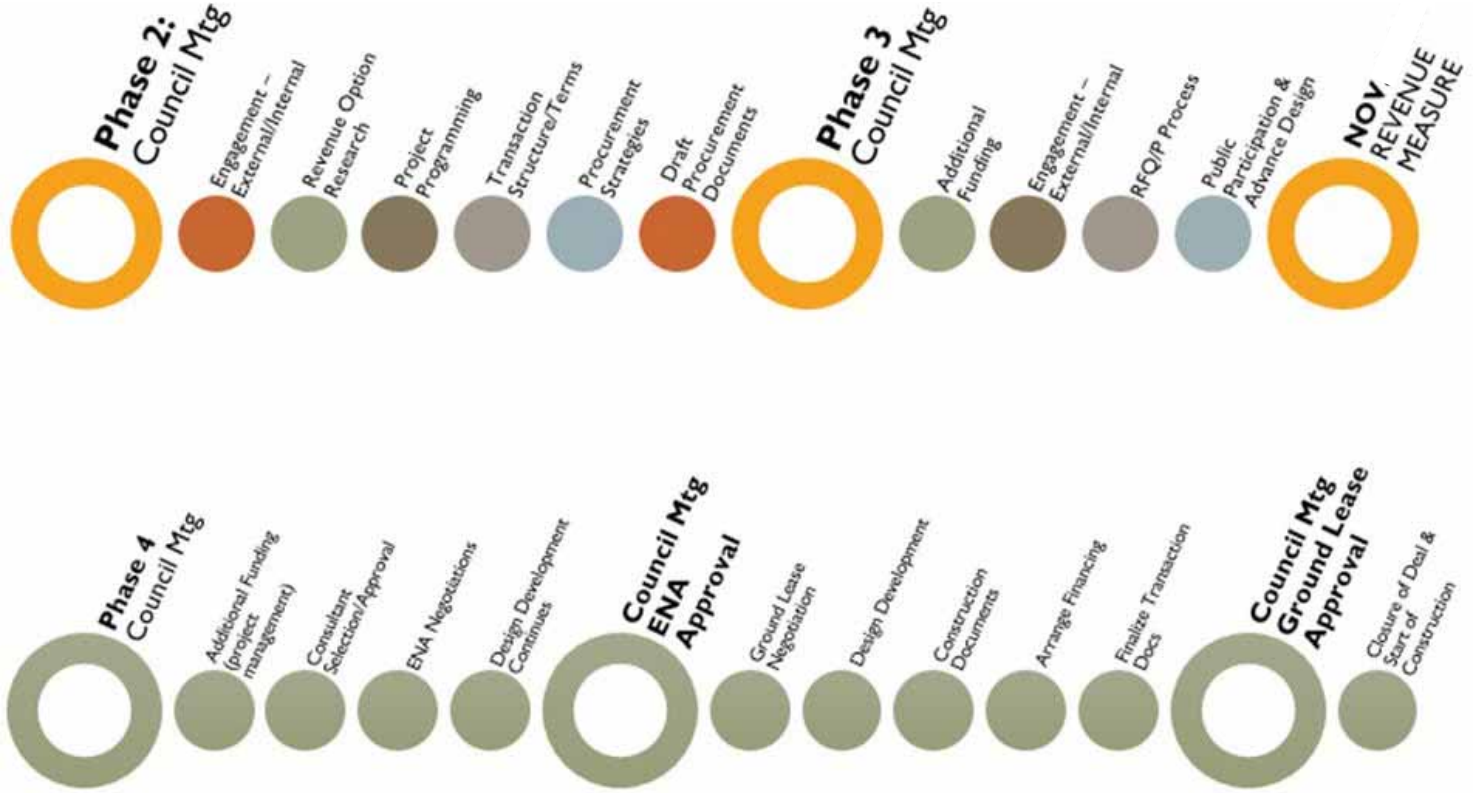 Phase 2:
Council Mtg
Engagement –
External/Internal
Revenue Option
Research
Project
Programming
Transaction
Structure/Terms
Procurement
Strategies
Draft
Procurement
Documents
Phase 3
Council Mtg
Additional
Funding
Engagement –
External/Internal
RFQ/P Process
Public
Participation &
Advance Design
NOV,
REVENUE
MEASURE
Phase 4
Council Mtg
Additional Funding
(project
management)
Consultant
Selection/Approval
ENA Negotiations
Design Development
Continues
Council Mtg
ENA
Approval
Ground Lease
Negotiation
Design Development
Construction
Documents
Arrange Financing
Finalize Transaction
Docs
Council Mtg
Ground Lease
Approval
Closure of Deal &
Start of
Construction